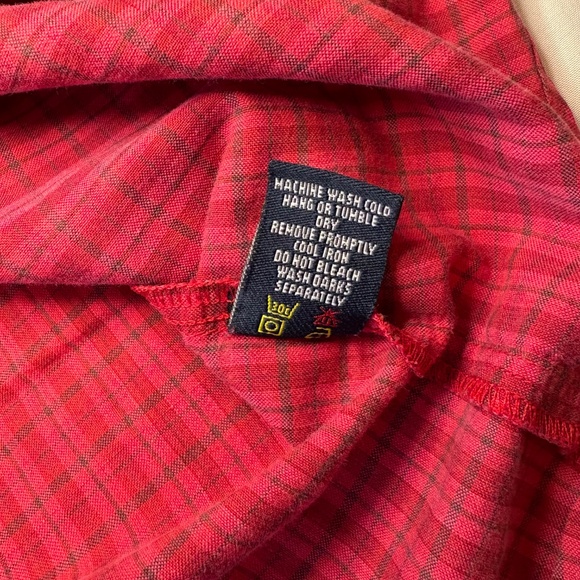 MACHINE WASH COLD
HANG OR TUMBLE
DRY
REMOVE PROMPTLY
COOL IRON
DO NOT BLEACH
WASH DARKS
SEPARATELY
30c